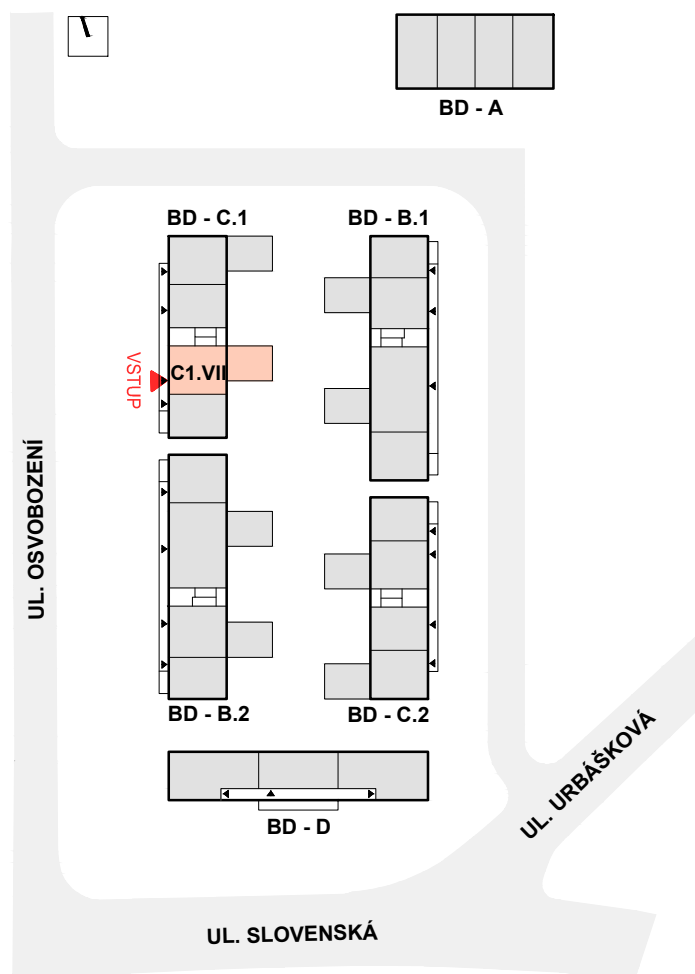 BD - A
BD - C.1
BD - B.1
VSTUP
C1.VII
UL. OSVOBOZENÍ
BD - B.2
BD - C.2
UL. URBÁŠKOVÁ
BD - D
UL. SLOVENSKÁ